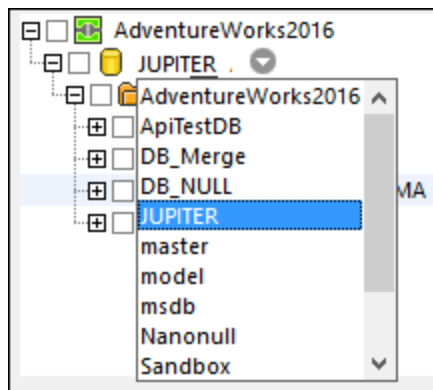 AdventureWorks2016
JUPITER .
AdventureWorks2016
ApiTestDB
DB_Merge
DB_NULL
MA
JUPITER
master
model
msdb
Nanonull
Sandbox